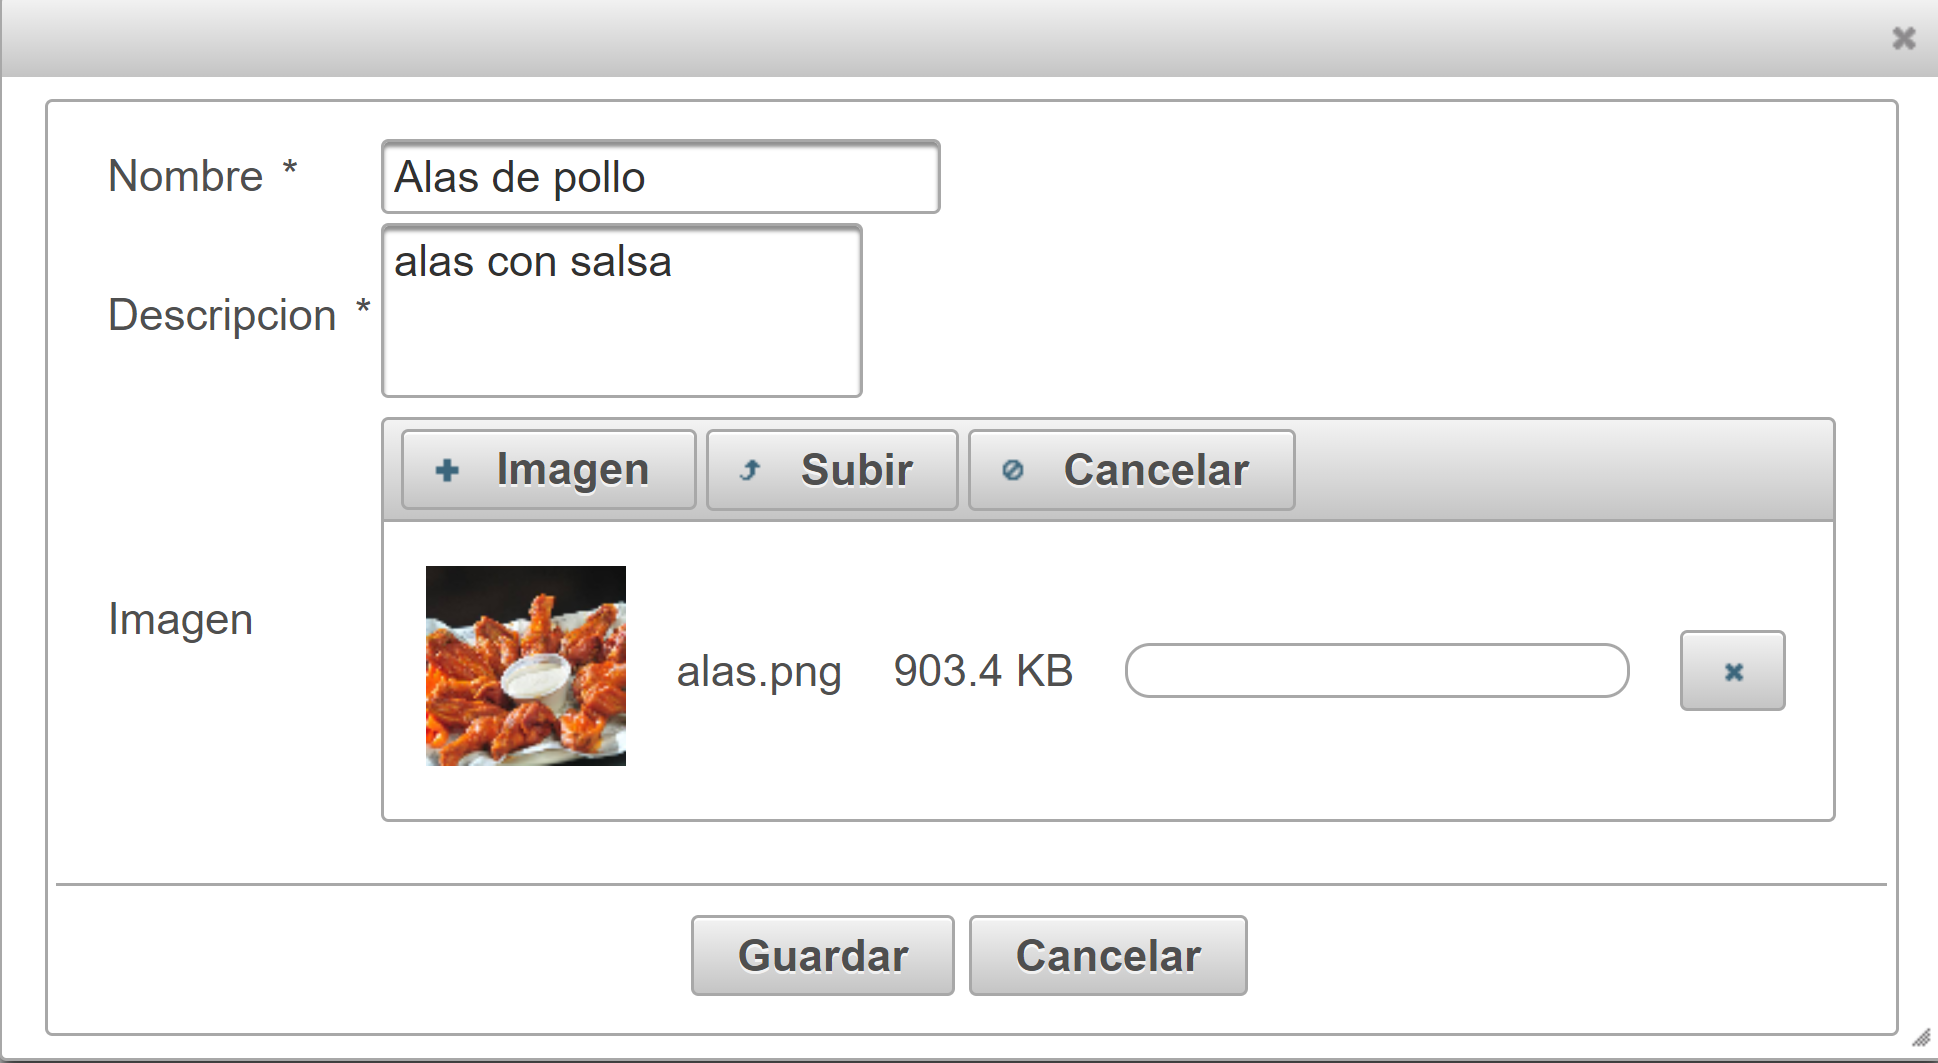 Nombre * Alas de pollo
Descripcion * alas con salsa
Imagen Subir Cancelar
Imagen alas.png 903.4 KB
Guardar Cancelar